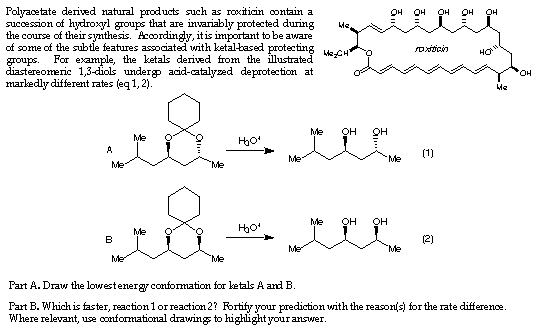 Polyacetate derived natural products such as roxiticin contain a
succession of hydroxyl groups that are invariably protected during
the course of their synthesis. Accordingly, it is important to be aware
of some of the subtle features associated with ketal-based protecting
groups. For example, the ketals derived from the illustrated
diastereomeric 1,3-diols undergo acid-catalyzed deprotection at
markedly different rates (eq 1, 2).
OH OH OH OH OH
Me
Me2CH
O
O
roxiticin
HO
OH
Me
A
Me
Me
O O
Me
H3O+
Me OH OH
Me
Me
(1)
B
Me
Me
O O
Me
H3O+
Me OH OH
Me
Me
(2)
Part A. Draw the lowest energy conformation for ketals A and B.
Part B. Which is faster, reaction 1 or reaction 2? Fortify your prediction with the reason(s) for the rate difference.
Where relevant, use conformational drawings to highlight your answer.